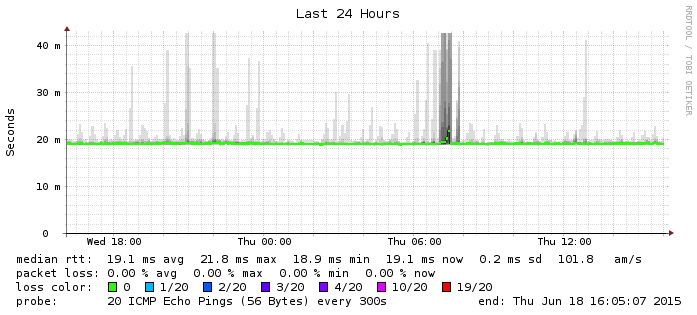 Last 24 Hours
RRDTOOL / TOBI OETIKER
Seconds
40 m
30 m
20 m
10 m
0
Wed 18:00 Thu 00:00 Thu 06:00 Thu 12:00
median rtt: 19.1 ms avg 21.8 ms max 18.9 ms min 19.1 ms now 0.2 ms sd 101.8 am/s
packet loss: 0.00 % avg 0.00 % max 0.00 % min 0.00 % now
loss color: 0 1/20 2/20 3/20 4/20 10/20 19/20
probe: 20 ICMP Echo Pings (56 Bytes) every 300s end: Thu Jun 18 16:05:07 2015